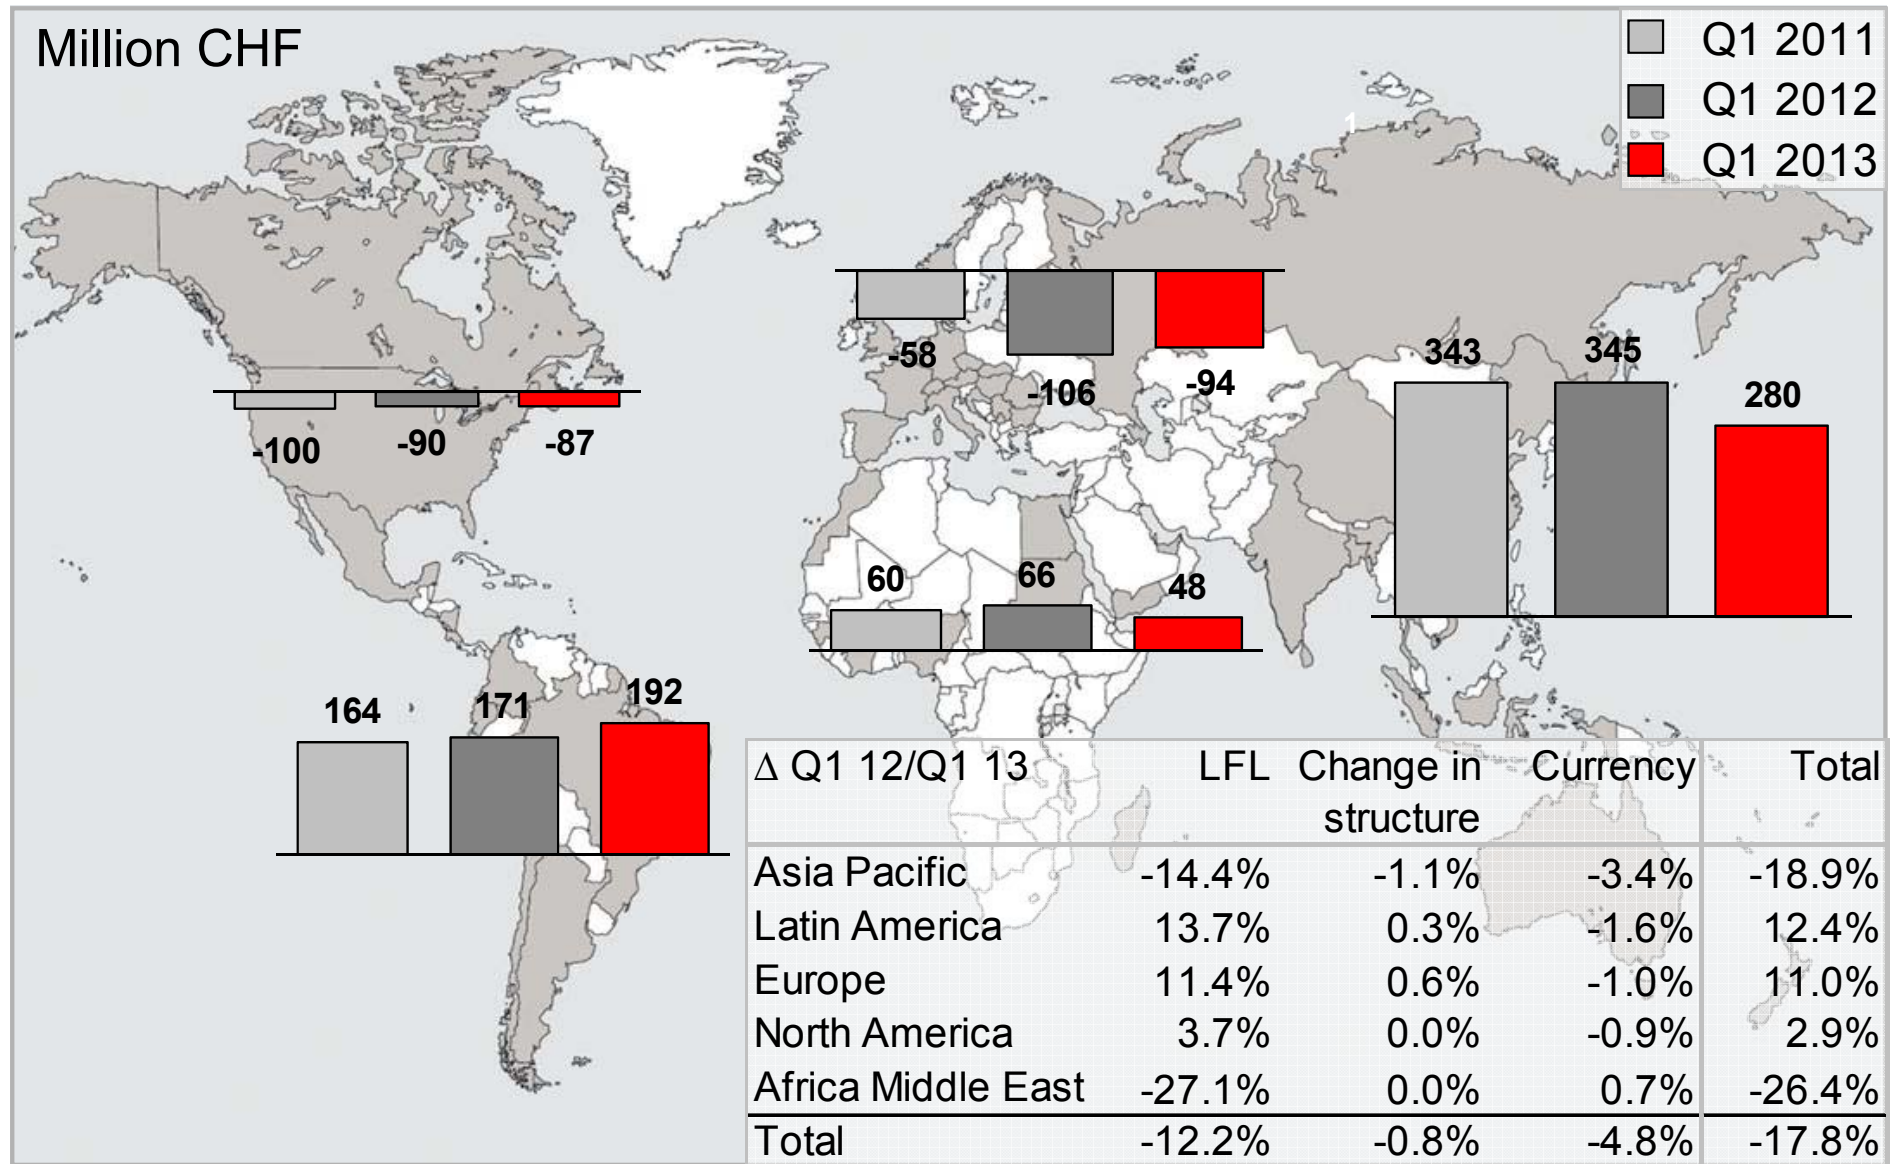 Million CHF
Q1 2011
Q1 2012
Q1 2013
1
-58
-106
-94
343
345
280
-100
-90
-87
60
66
48
164
171
192
Δ Q1 12/Q1 13 LFL Change in structure Currency Total
Asia Pacific -14.4% -1.1% -3.4% -18.9%
Latin America 13.7% 0.3% -1.6% 12.4%
Europe 11.4% 0.6% -1.0% 11.0%
North America 3.7% 0.0% -0.9% 2.9%
Africa Middle East -27.1% 0.0% 0.7% -26.4%
Total -12.2% -0.8% -4.8% -17.8%